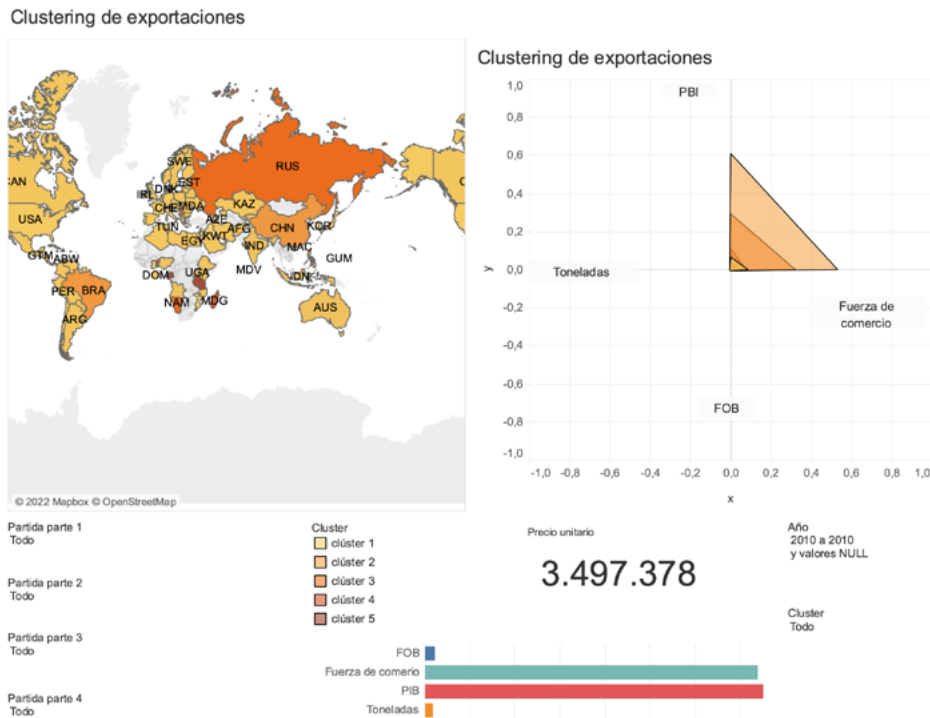 Clustering de exportaciones
SWE
RUS
CAN
IRL
DNK
EST
CHE
MDA
KAZ
USA
TUN
AZE
AFG
CHN
KOR
EGY
KWT
IND
MAC
GTM
ABW
MDV
GUM
DOM
UGA
IDN
PER
BRA
NAM
MDG
AUS
ARG
© 2022 Mapbox © OpenStreetMap
Clustering de exportaciones
1,0
PBI
0,8
0,6
0,4
0,2
y
0,0
Toneladas
-0,2
Fuerza de
comercio
-0,4
-0,6
FOB
-0,8
-1,0
-1,0 -0,8 -0,6 -0,4 -0,2 0,0 0,2 0,4 0,6 0,8 1,0
x
Partida parte 1
Todo
Partida parte 2
Todo
Partida parte 3
Todo
Partida parte 4
Todo
Cluster
clúster 1
clúster 2
clúster 3
clúster 4
clúster 5
Precio unitario
3.497.378
Año
2010 a 2010
y valores NULL
Cluster
Todo
FOB
Fuerza de comerio
PIB
Toneladas